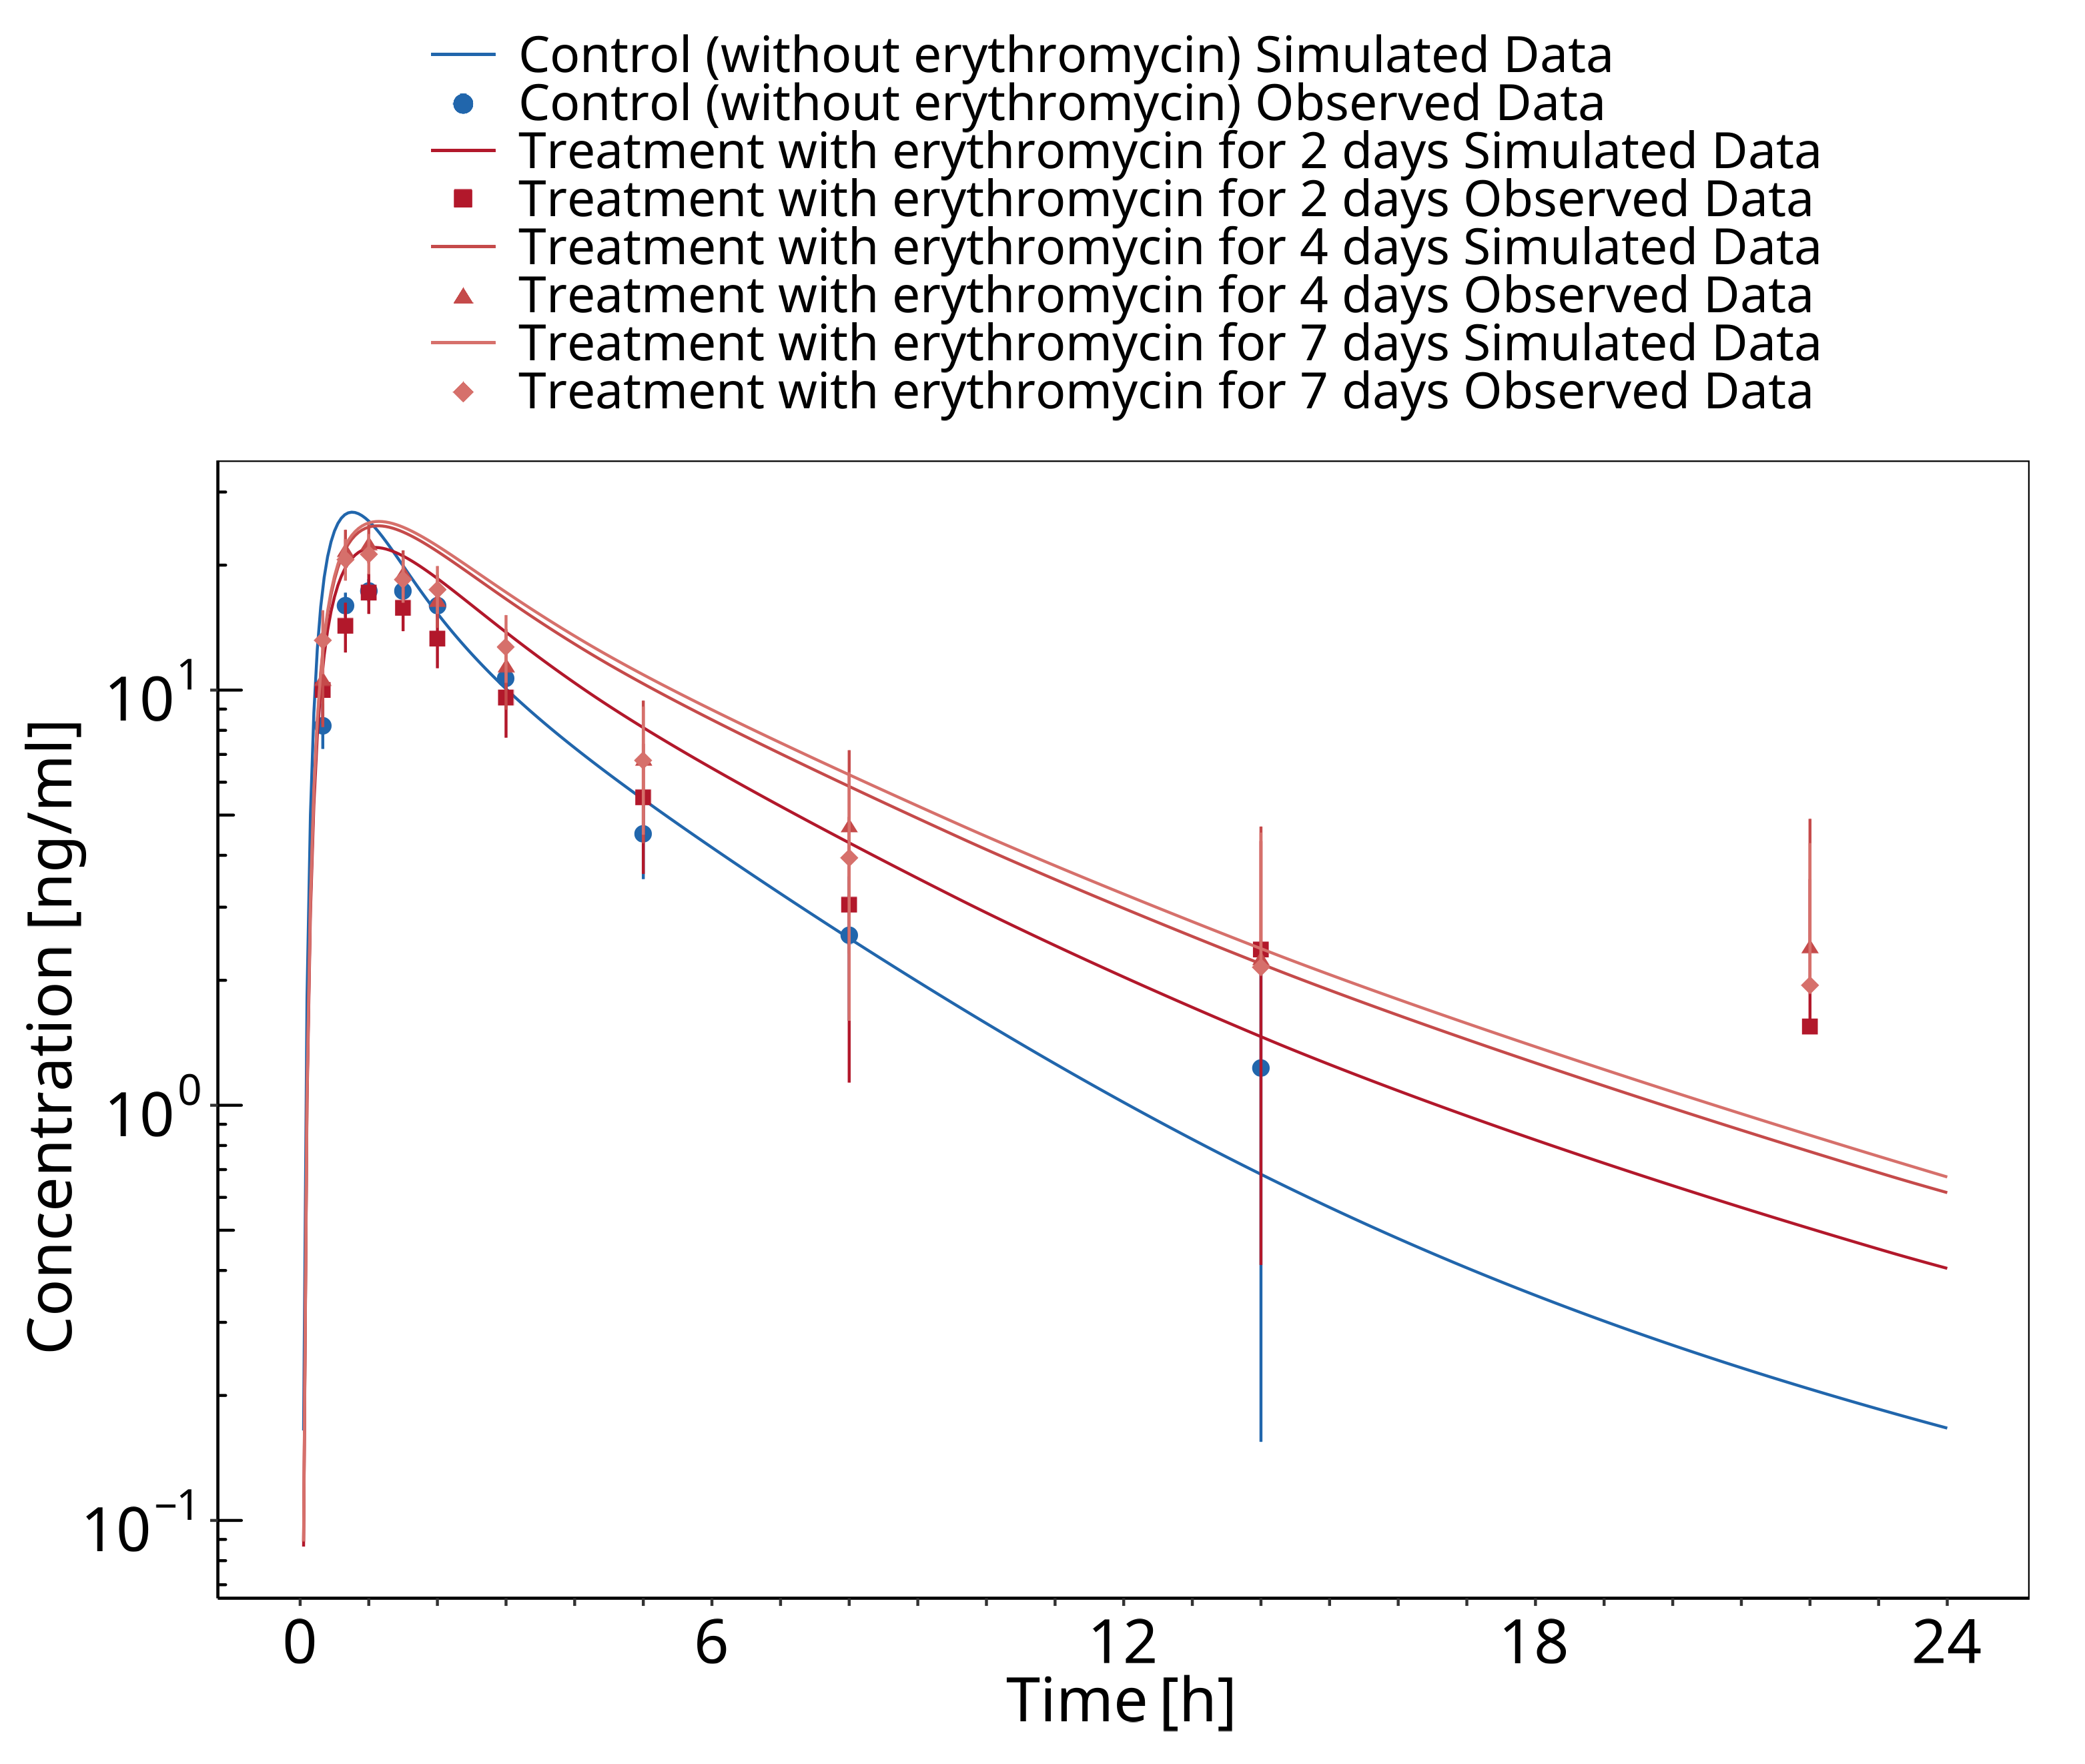 Control (without erythromycin) Simulated Data
Control (without erythromycin) Observed Data
Treatment with erythromycin for 2 days Simulated Data
Treatment with erythromycin for 2 days Observed Data
Treatment with erythromycin for 4 days Simulated Data
Treatment with erythromycin for 4 days Observed Data
Treatment with erythromycin for 7 days Simulated Data
Treatment with erythromycin for 7 days Observed Data
Concentration [ng/ml]
10¹
10⁰
10⁻¹
0 6 12 18 24
Time [h]